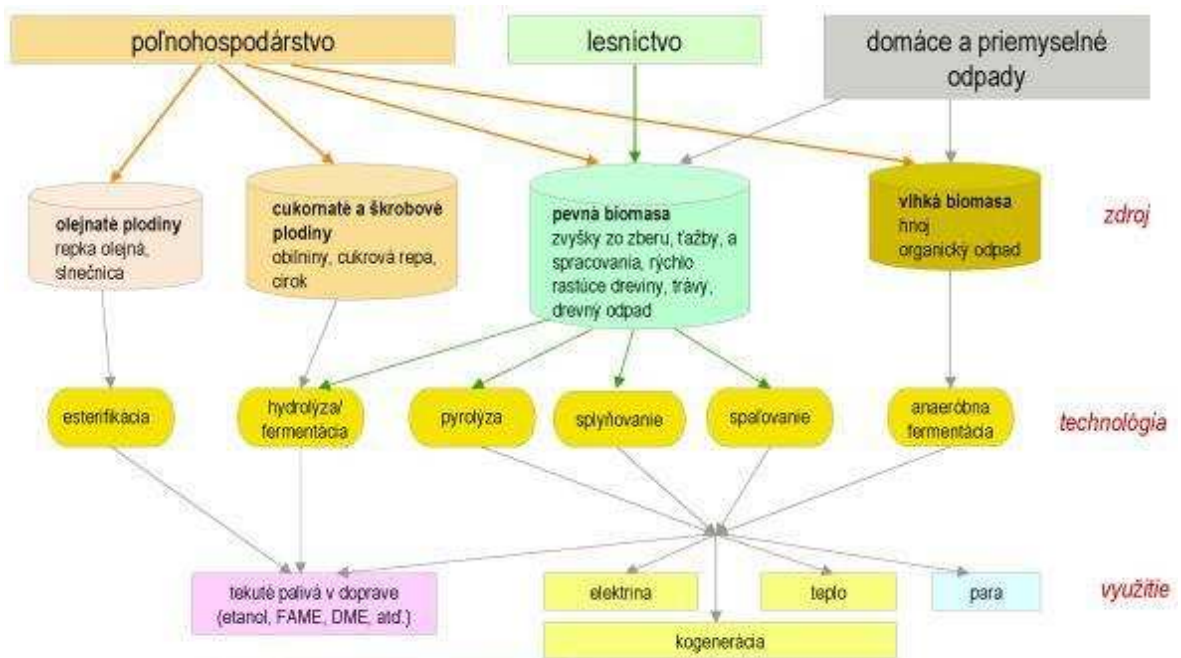 poľnohospodárstvo
lesníctvo
domáce a priemyselné
odpady
olejnaté plodiny
repka olejná,
slnečnica
cukornaté a škrobové
plodiny
obilniny, cukrová repa,
cirok
pevná biomasa
zvyšky zo zberu, ťažby, a
spracovania, rýchlo
rastúce dreviny, trávy,
drevný odpad
vlhká biomasa
hnoj
organický odpad
zdroj
esterifikácia
hydrolýza/
fermentácia
pyrolýza
splyňovanie
spaľovanie
anaeróbna
fermentácia
technológia
tekuté palivá v doprave
(etanol, FAME, DME, atď.)
elektrina
teplo
para
využitie
kogenerácia